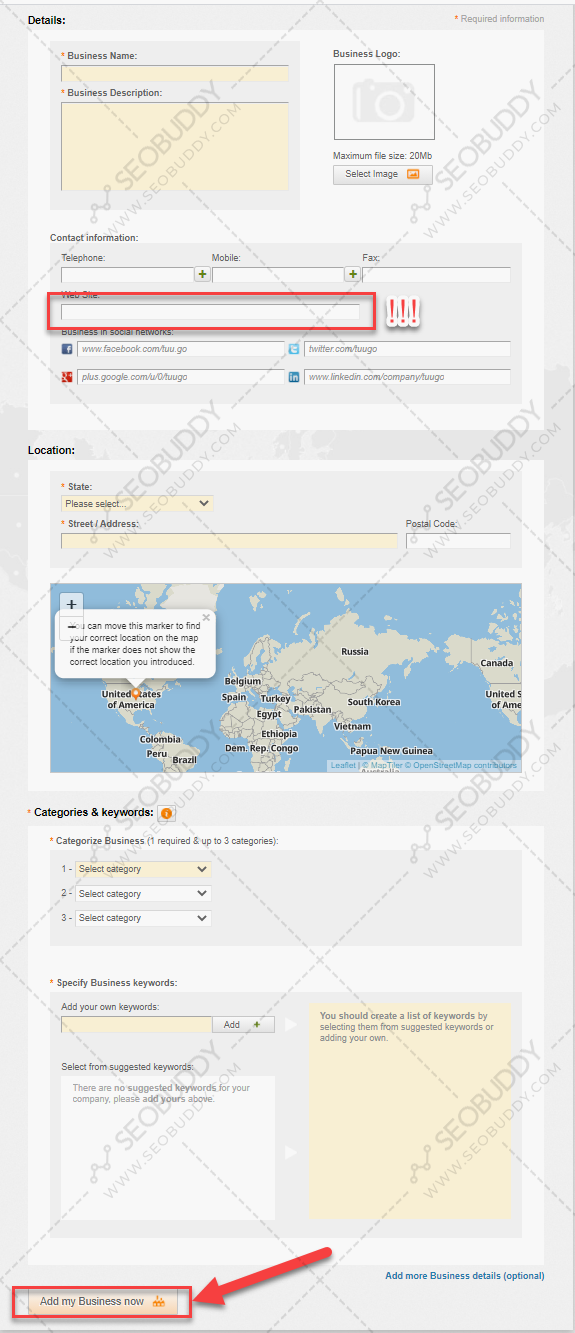 Details:
* Required information
* Business Name:
Business Logo:
* Business Description:
Maximum file size: 20Mb
Select Image
Contact information:
Telephone:
Mobile:
Fax:
Web Site:
!!!
Business in social networks:
www.facebook.com/tuu.go
twitter.com/tuugo
plus.google.com/u/0/tuugo
www.linkedin.com/company/tuugo
Location:
* State:
Please select...
* Street / Address:
Postal Code:
+
−
You can move this marker to find
your correct location on the map
if the marker does not show the
correct location you introduced.
×
Russia
Canada
Belgium
Spain
Turkey
United States
of America
Pakistan
South Korea
United S
of Ame
Egypt
Vietnam
Colombia
Ethiopia
Peru
Dem. Rep. Congo
Papua New Guinea
Brazil
Leaflet | © MapTiler © OpenStreetMap contributors
Australia
* Categories & keywords:
* Categorize Business (1 required & up to 3 categories):
1 - Select category
2 - Select category
3 - Select category
* Specify Business keywords:
Add your own keywords:
Add +
You should create a list of keywords by
selecting them from suggested keywords or
adding your own.
Select from suggested keywords:
There are no suggested keywords for your
company, please add yours above.
Add more Business details (optional)
Add my Business now
SEOBUDDY
WWW.SEOBUDDY.COM